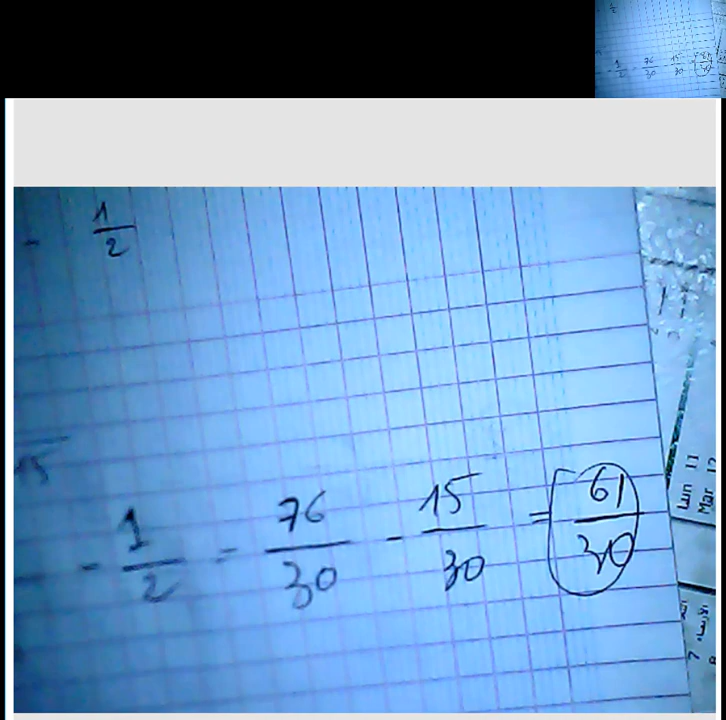 - 1/2
15
- 1/2 = 76/30 - 15/30 = 61/30
Lun 11
Mar 12